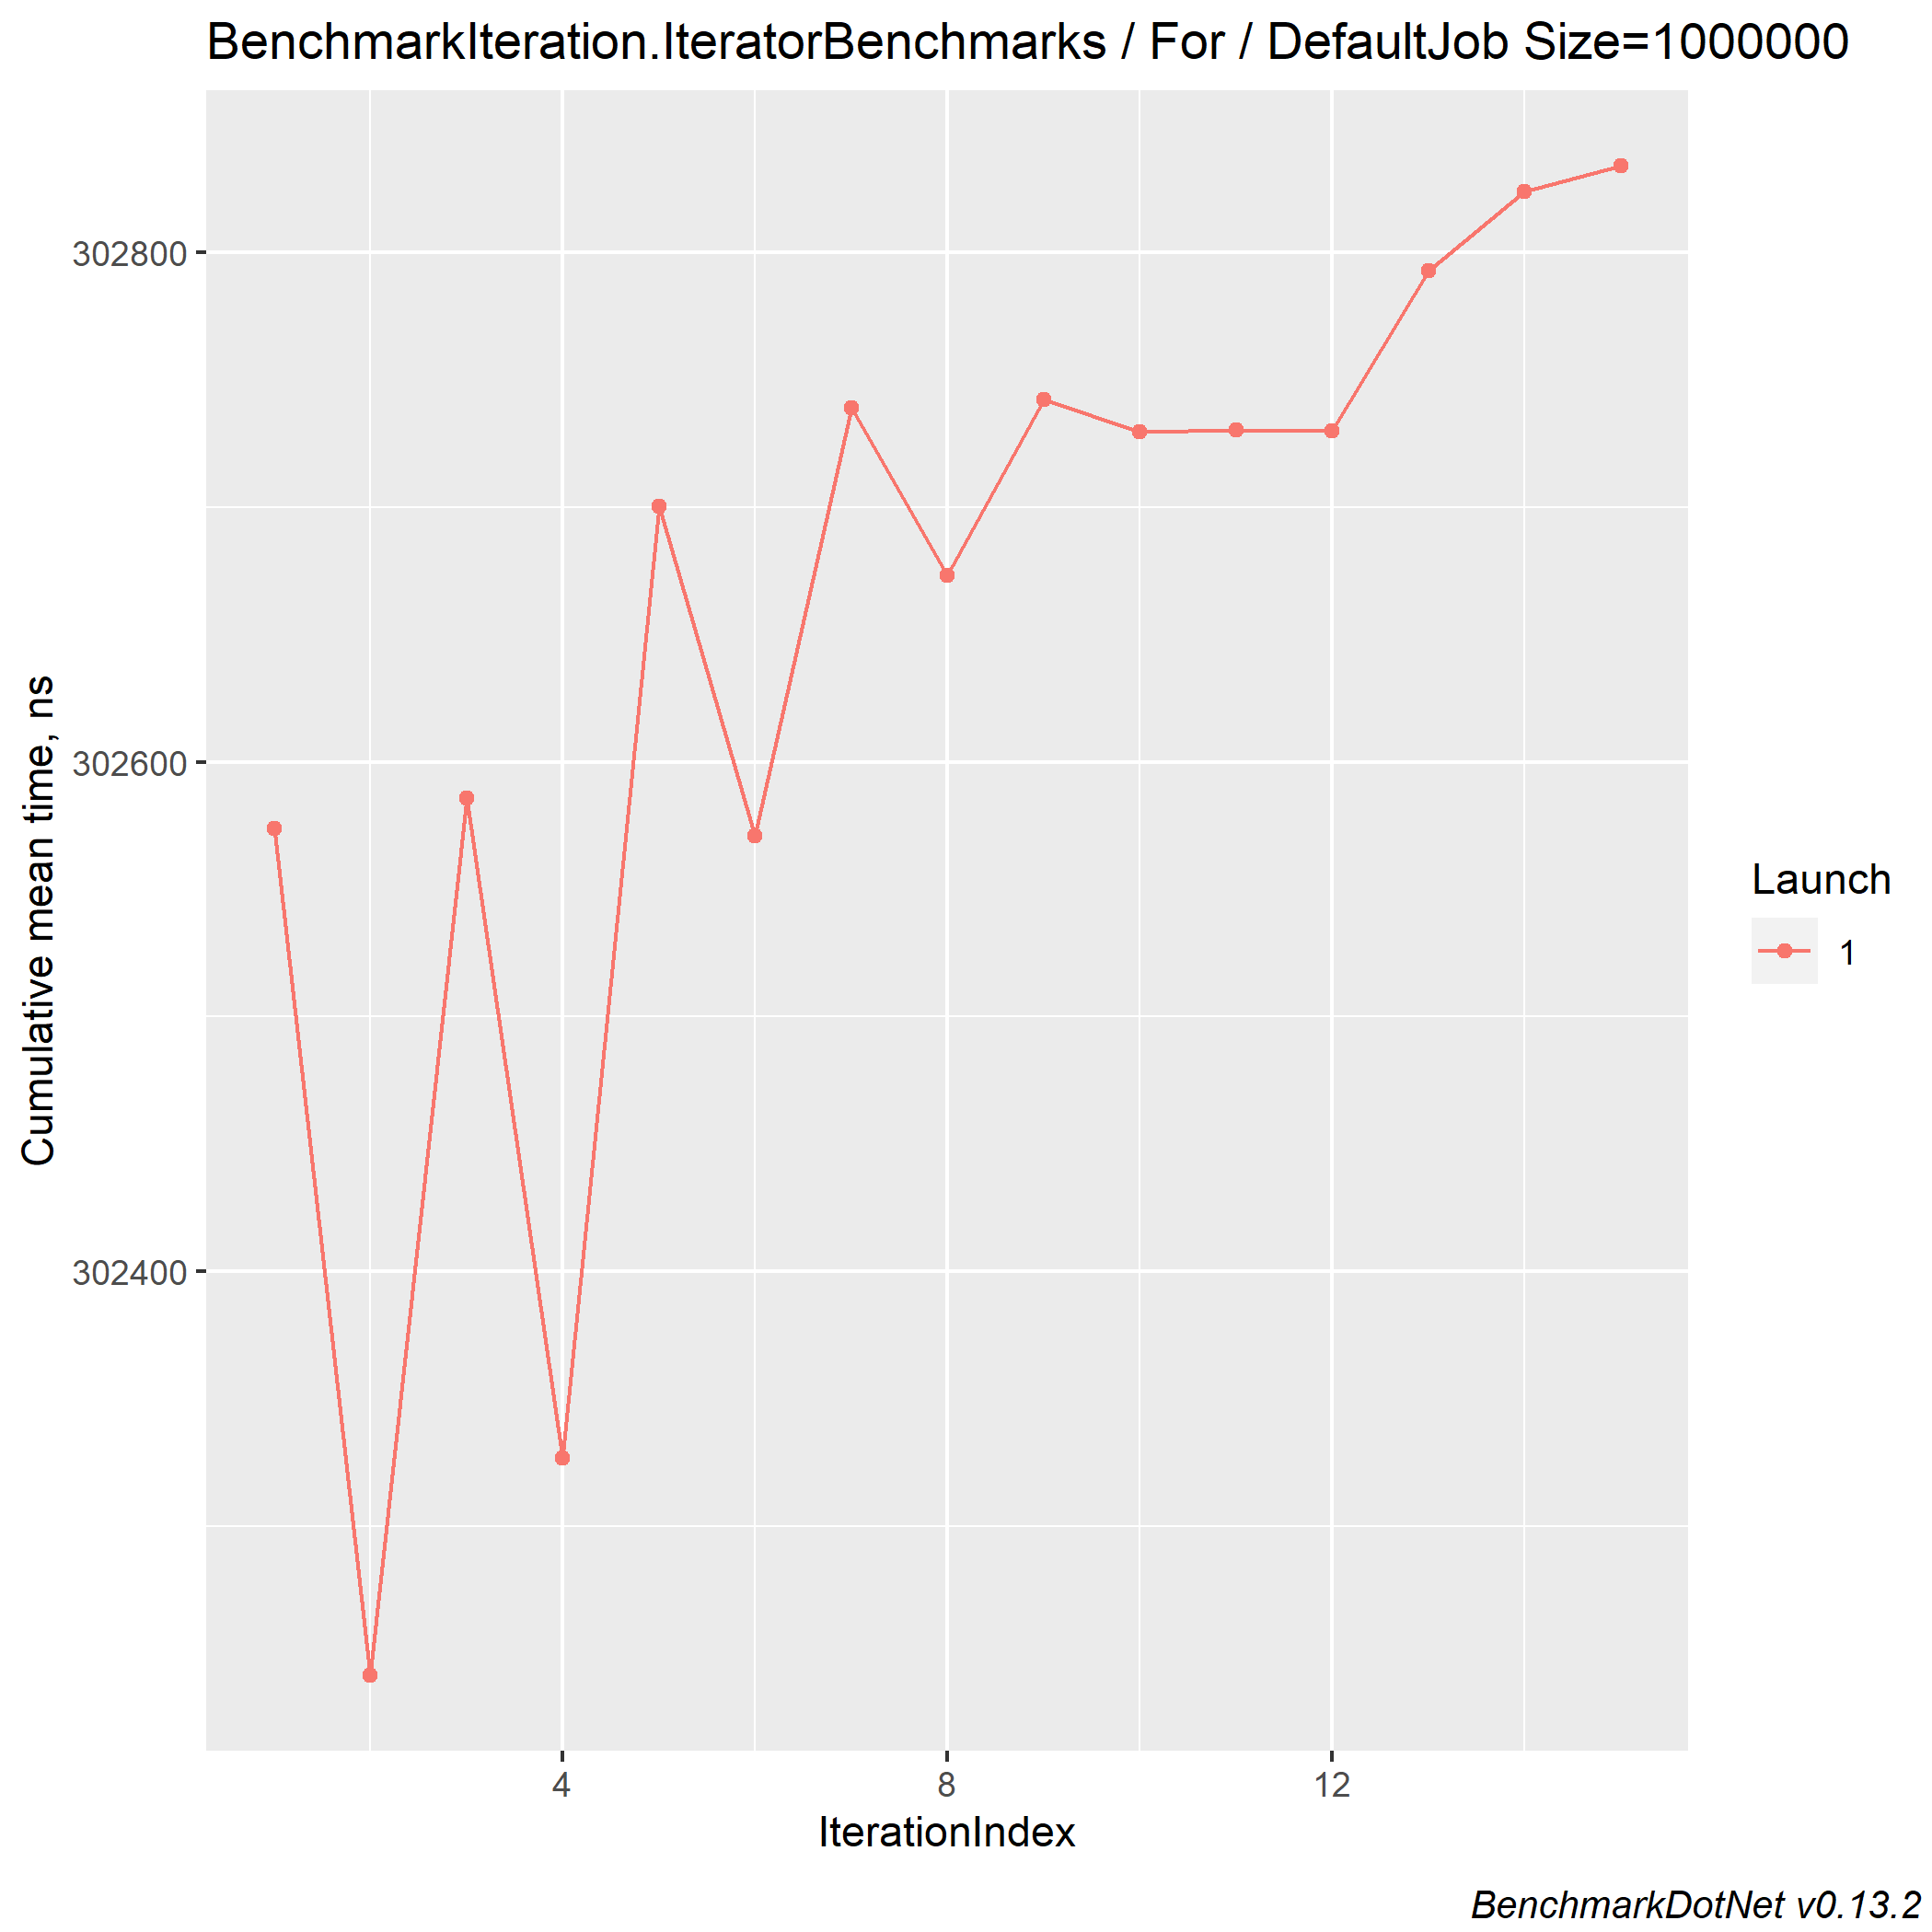 BenchmarkIteration.IteratorBenchmarks / For / DefaultJob Size=1000000
Cumulative mean time, ns
302800
302600
302400
4 8 12
IterationIndex
Launch
1
BenchmarkDotNet v0.13.2